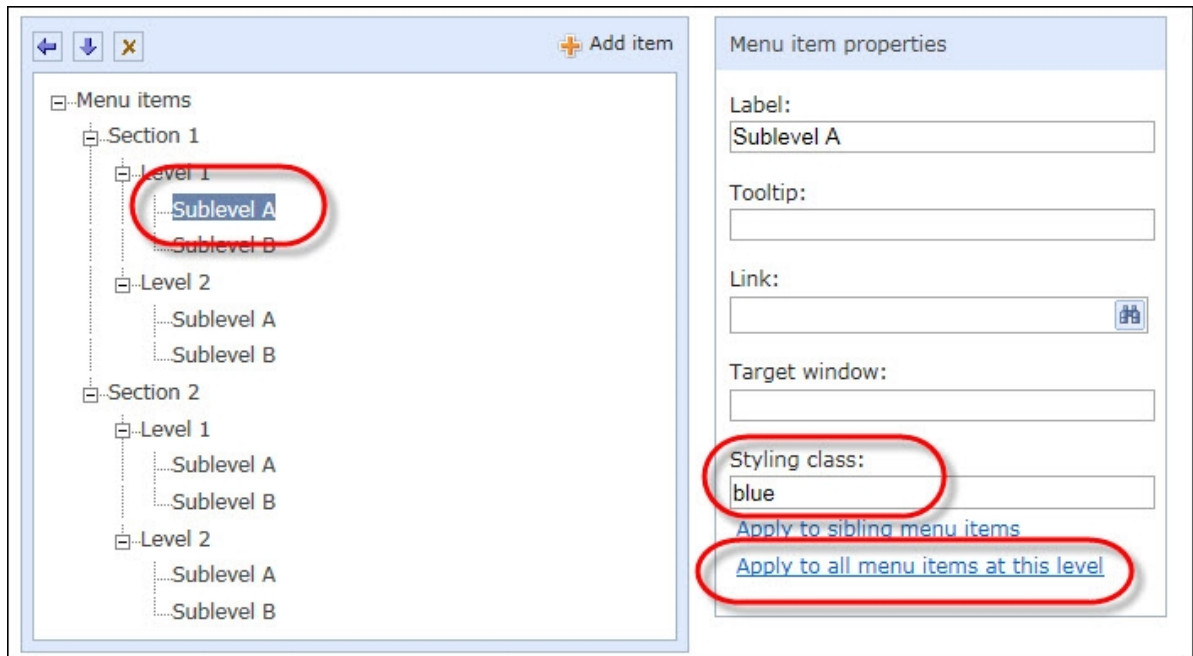 Add item
Menu items
Section 1
Level 1
Sublevel A
Sublevel B
Level 2
Sublevel A
Sublevel B
Section 2
Level 1
Sublevel A
Sublevel B
Level 2
Sublevel A
Sublevel B
Menu item properties
Label:
Sublevel A
Tooltip:
Link:
Target window:
Styling class:
blue
Apply to sibling menu items
Apply to all menu items at this level